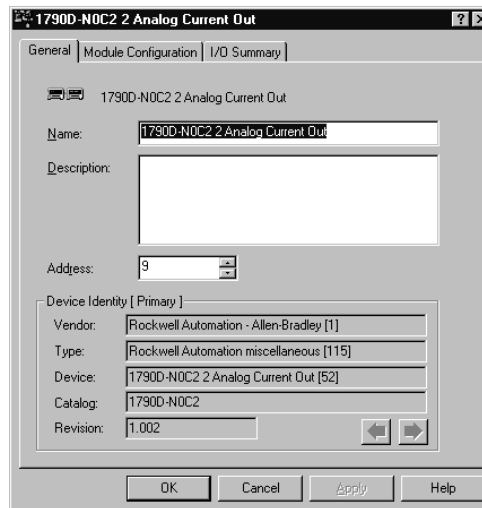 1790D-N0C2 2 Analog Current Out
General Module Configuration I/O Summary
1790D-N0C2 2 Analog Current Out
Name: 1790D-N0C2 2 Analog Current Out
Description:
Address: 9
Device Identity [ Primary ]
Vendor: Rockwell Automation - Allen-Bradley [1]
Type: Rockwell Automation miscellaneous [115]
Device: 1790D-N0C2 2 Analog Current Out [52]
Catalog: 1790D-N0C2
Revision: 1.002
OK Cancel Apply Help